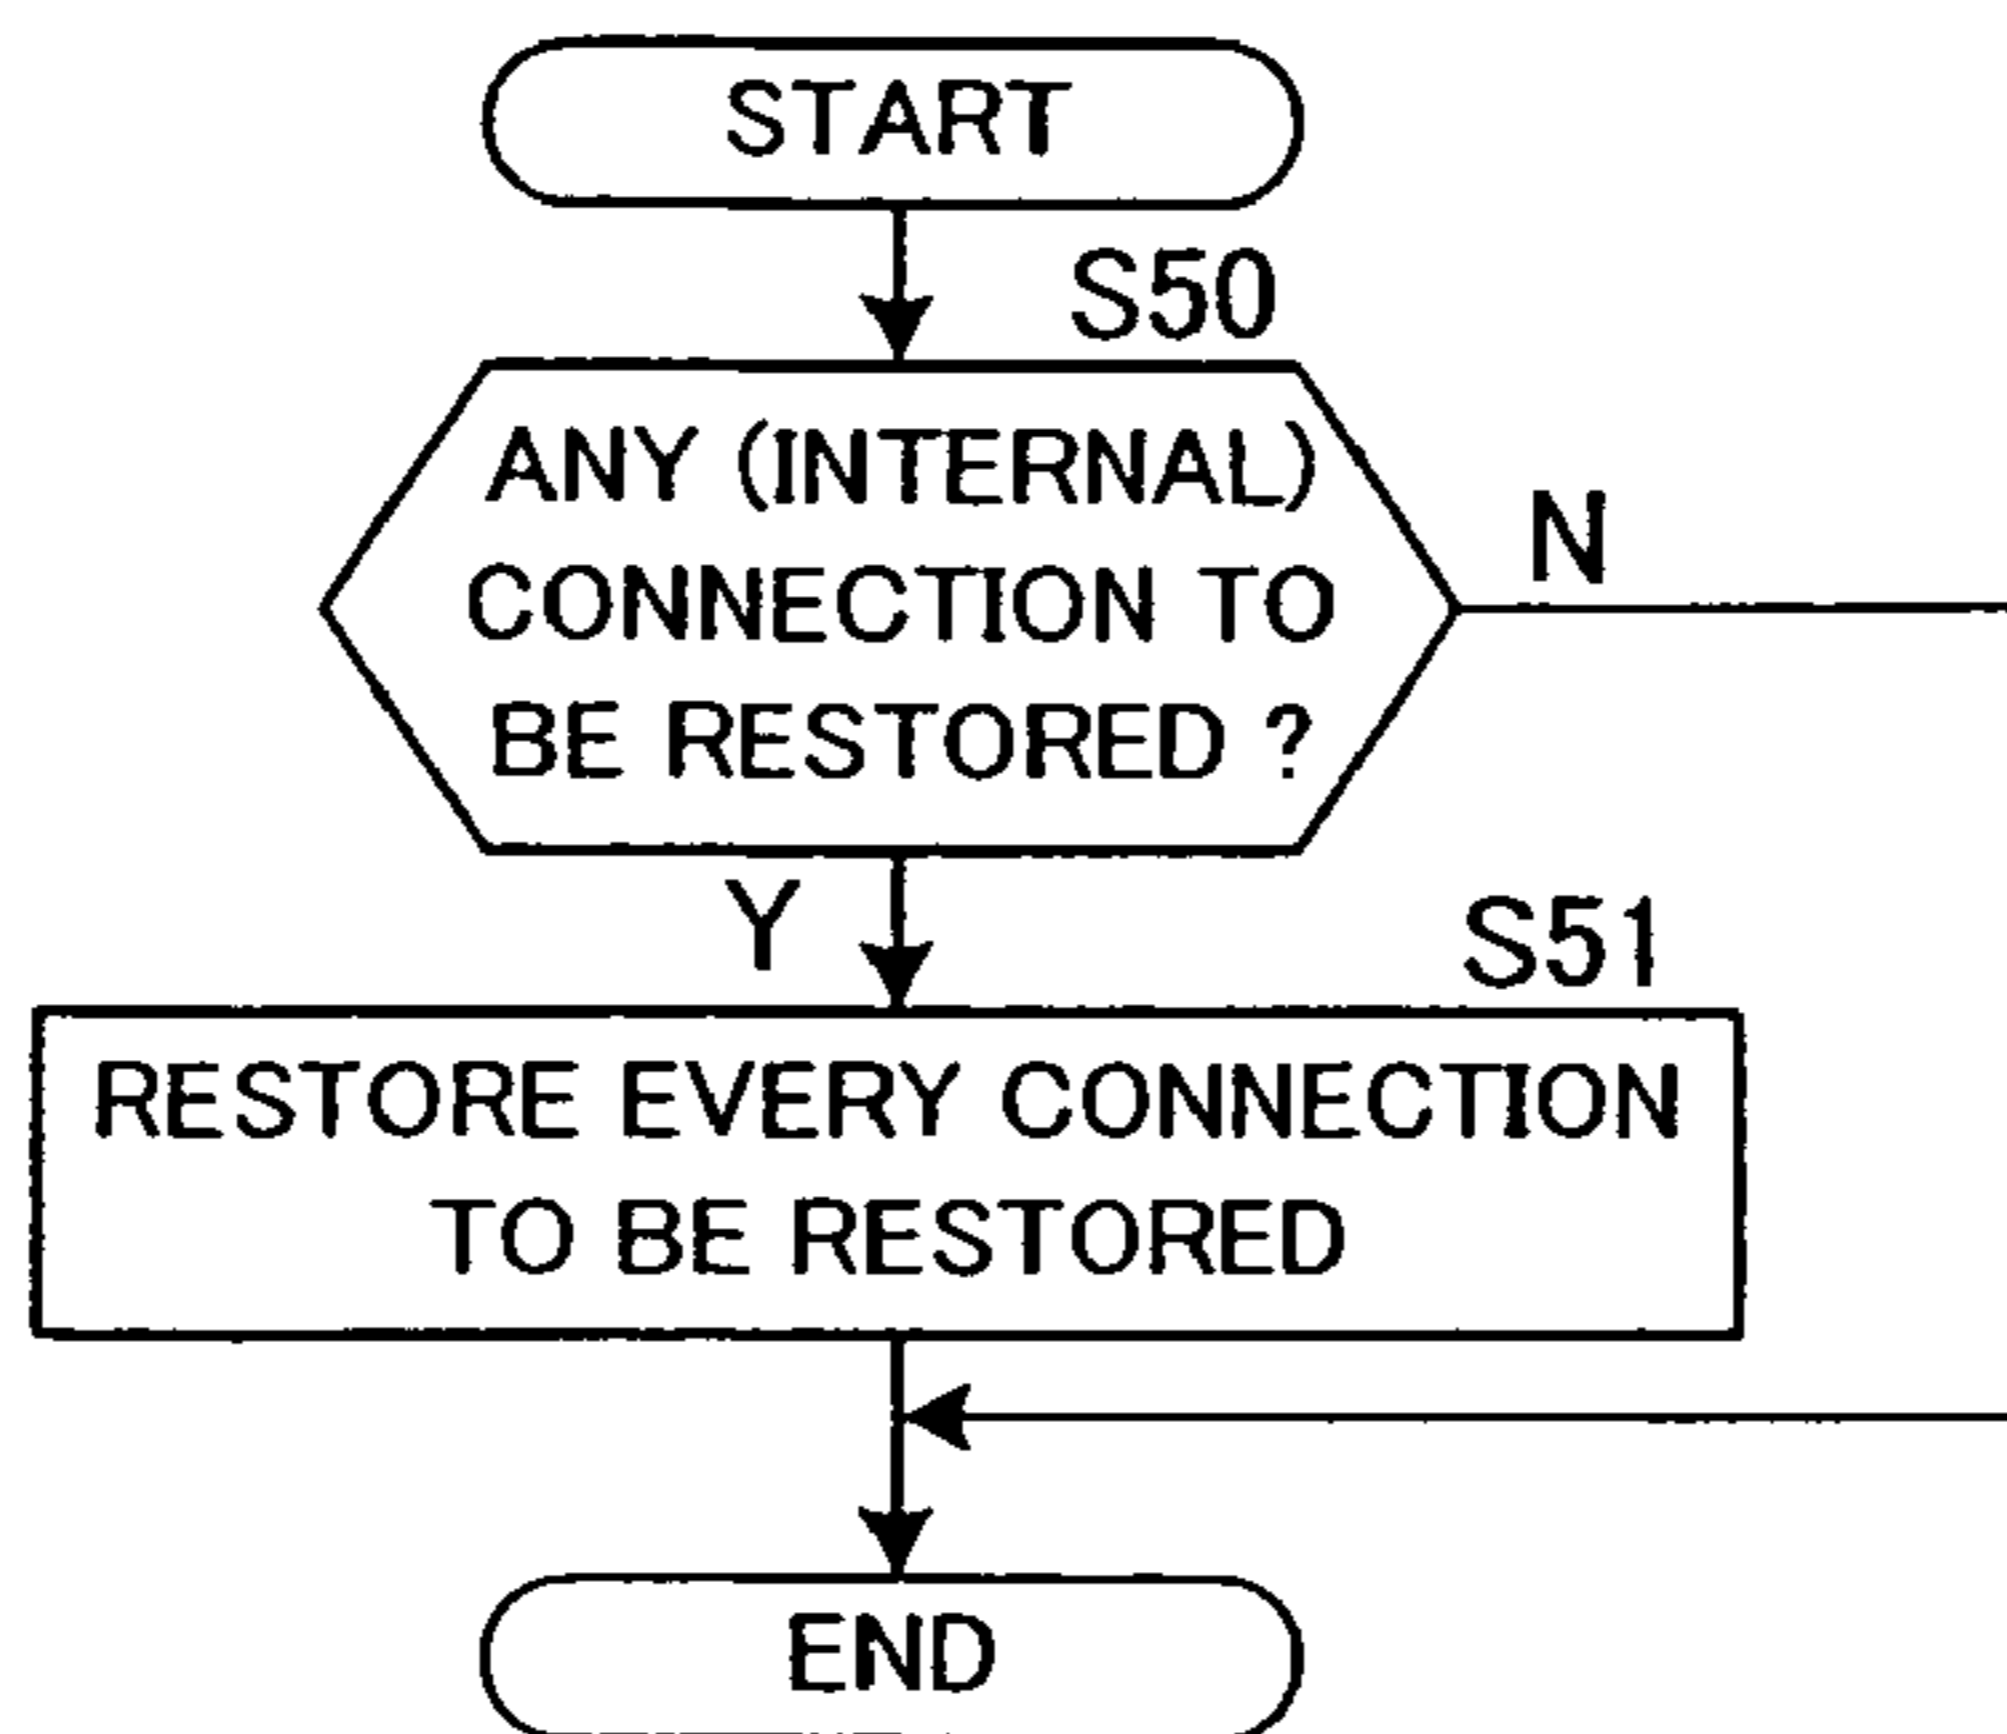 START
S50
ANY (INTERNAL)
CONNECTION TO
BE RESTORED ?
N
Y
S51
RESTORE EVERY CONNECTION
TO BE RESTORED
END